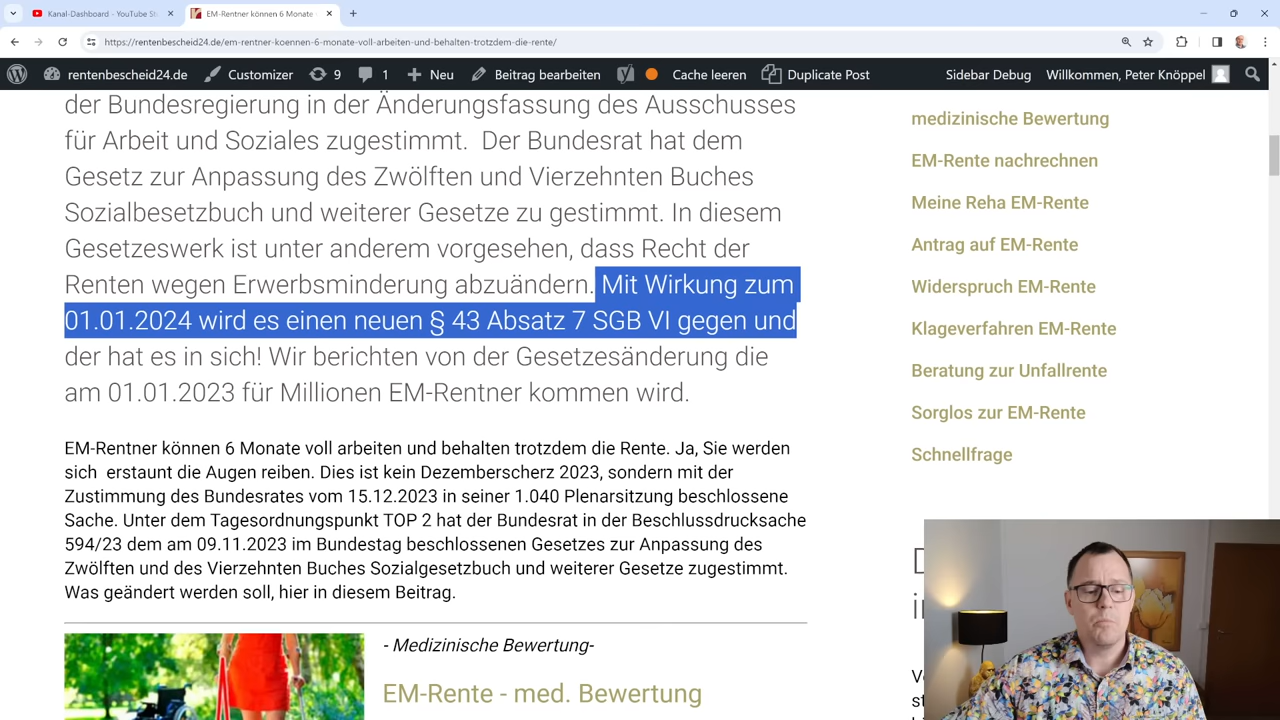 Kanal-Dashboard - YouTube St
EM-Rentner können 6 Monate
https://rentenbescheid24.de/em-rentner-koennen-6-monate-voll-arbeiten-und-behalten-trotzdem-die-rente/
rentenbescheid24.de Customizer 9 1 Neu Beitrag bearbeiten Cache leeren Duplicate Post Sidebar Debug Willkommen, Peter Knöppel
der Bundesregierung in der Änderungsfassung des Ausschusses
für Arbeit und Soziales zugestimmt. Der Bundesrat hat dem
Gesetz zur Anpassung des Zwölften und Vierzehnten Buches
Sozialbesetzbuch und weiterer Gesetze zu gestimmt. In diesem
Gesetzeswerk ist unter anderem vorgesehen, dass Recht der
Renten wegen Erwerbsminderung abzuändern. Mit Wirkung zum
01.01.2024 wird es einen neuen § 43 Absatz 7 SGB VI gegen und
der hat es in sich! Wir berichten von der Gesetzesänderung die
am 01.01.2023 für Millionen EM-Rentner kommen wird.
EM-Rentner können 6 Monate voll arbeiten und behalten trotzdem die Rente. Ja, Sie werden
sich erstaunt die Augen reiben. Dies ist kein Dezemberscherz 2023, sondern mit der
Zustimmung des Bundesrates vom 15.12.2023 in seiner 1.040 Plenarsitzung beschlossene
Sache. Unter dem Tagesordnungspunkt TOP 2 hat der Bundesrat in der Beschlussdrucksache
594/23 dem am 09.11.2023 im Bundestag beschlossenen Gesetzes zur Anpassung des
Zwölften und des Vierzehnten Buches Sozialgesetzbuch und weiterer Gesetze zugestimmt.
Was geändert werden soll, hier in diesem Beitrag.
- Medizinische Bewertung-
EM-Rente - med. Bewertung
medizinische Bewertung
EM-Rente nachrechnen
Meine Reha EM-Rente
Antrag auf EM-Rente
Widerspruch EM-Rente
Klageverfahren EM-Rente
Beratung zur Unfallrente
Sorglos zur EM-Rente
Schnellfrage